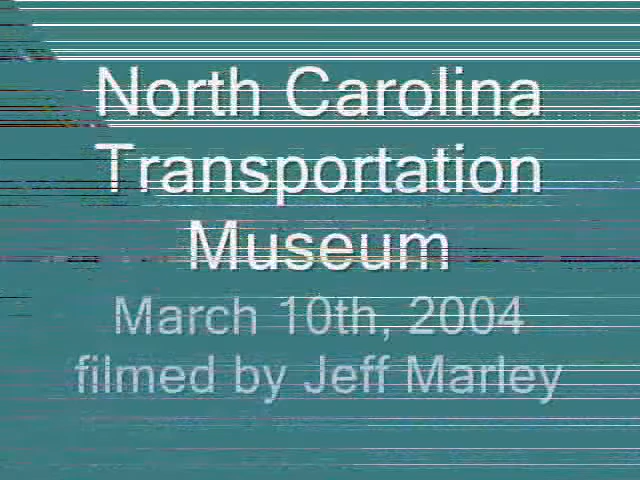 North Carolina
Transportation
Museum
March 10th, 2004
filmed by Jeff Marley